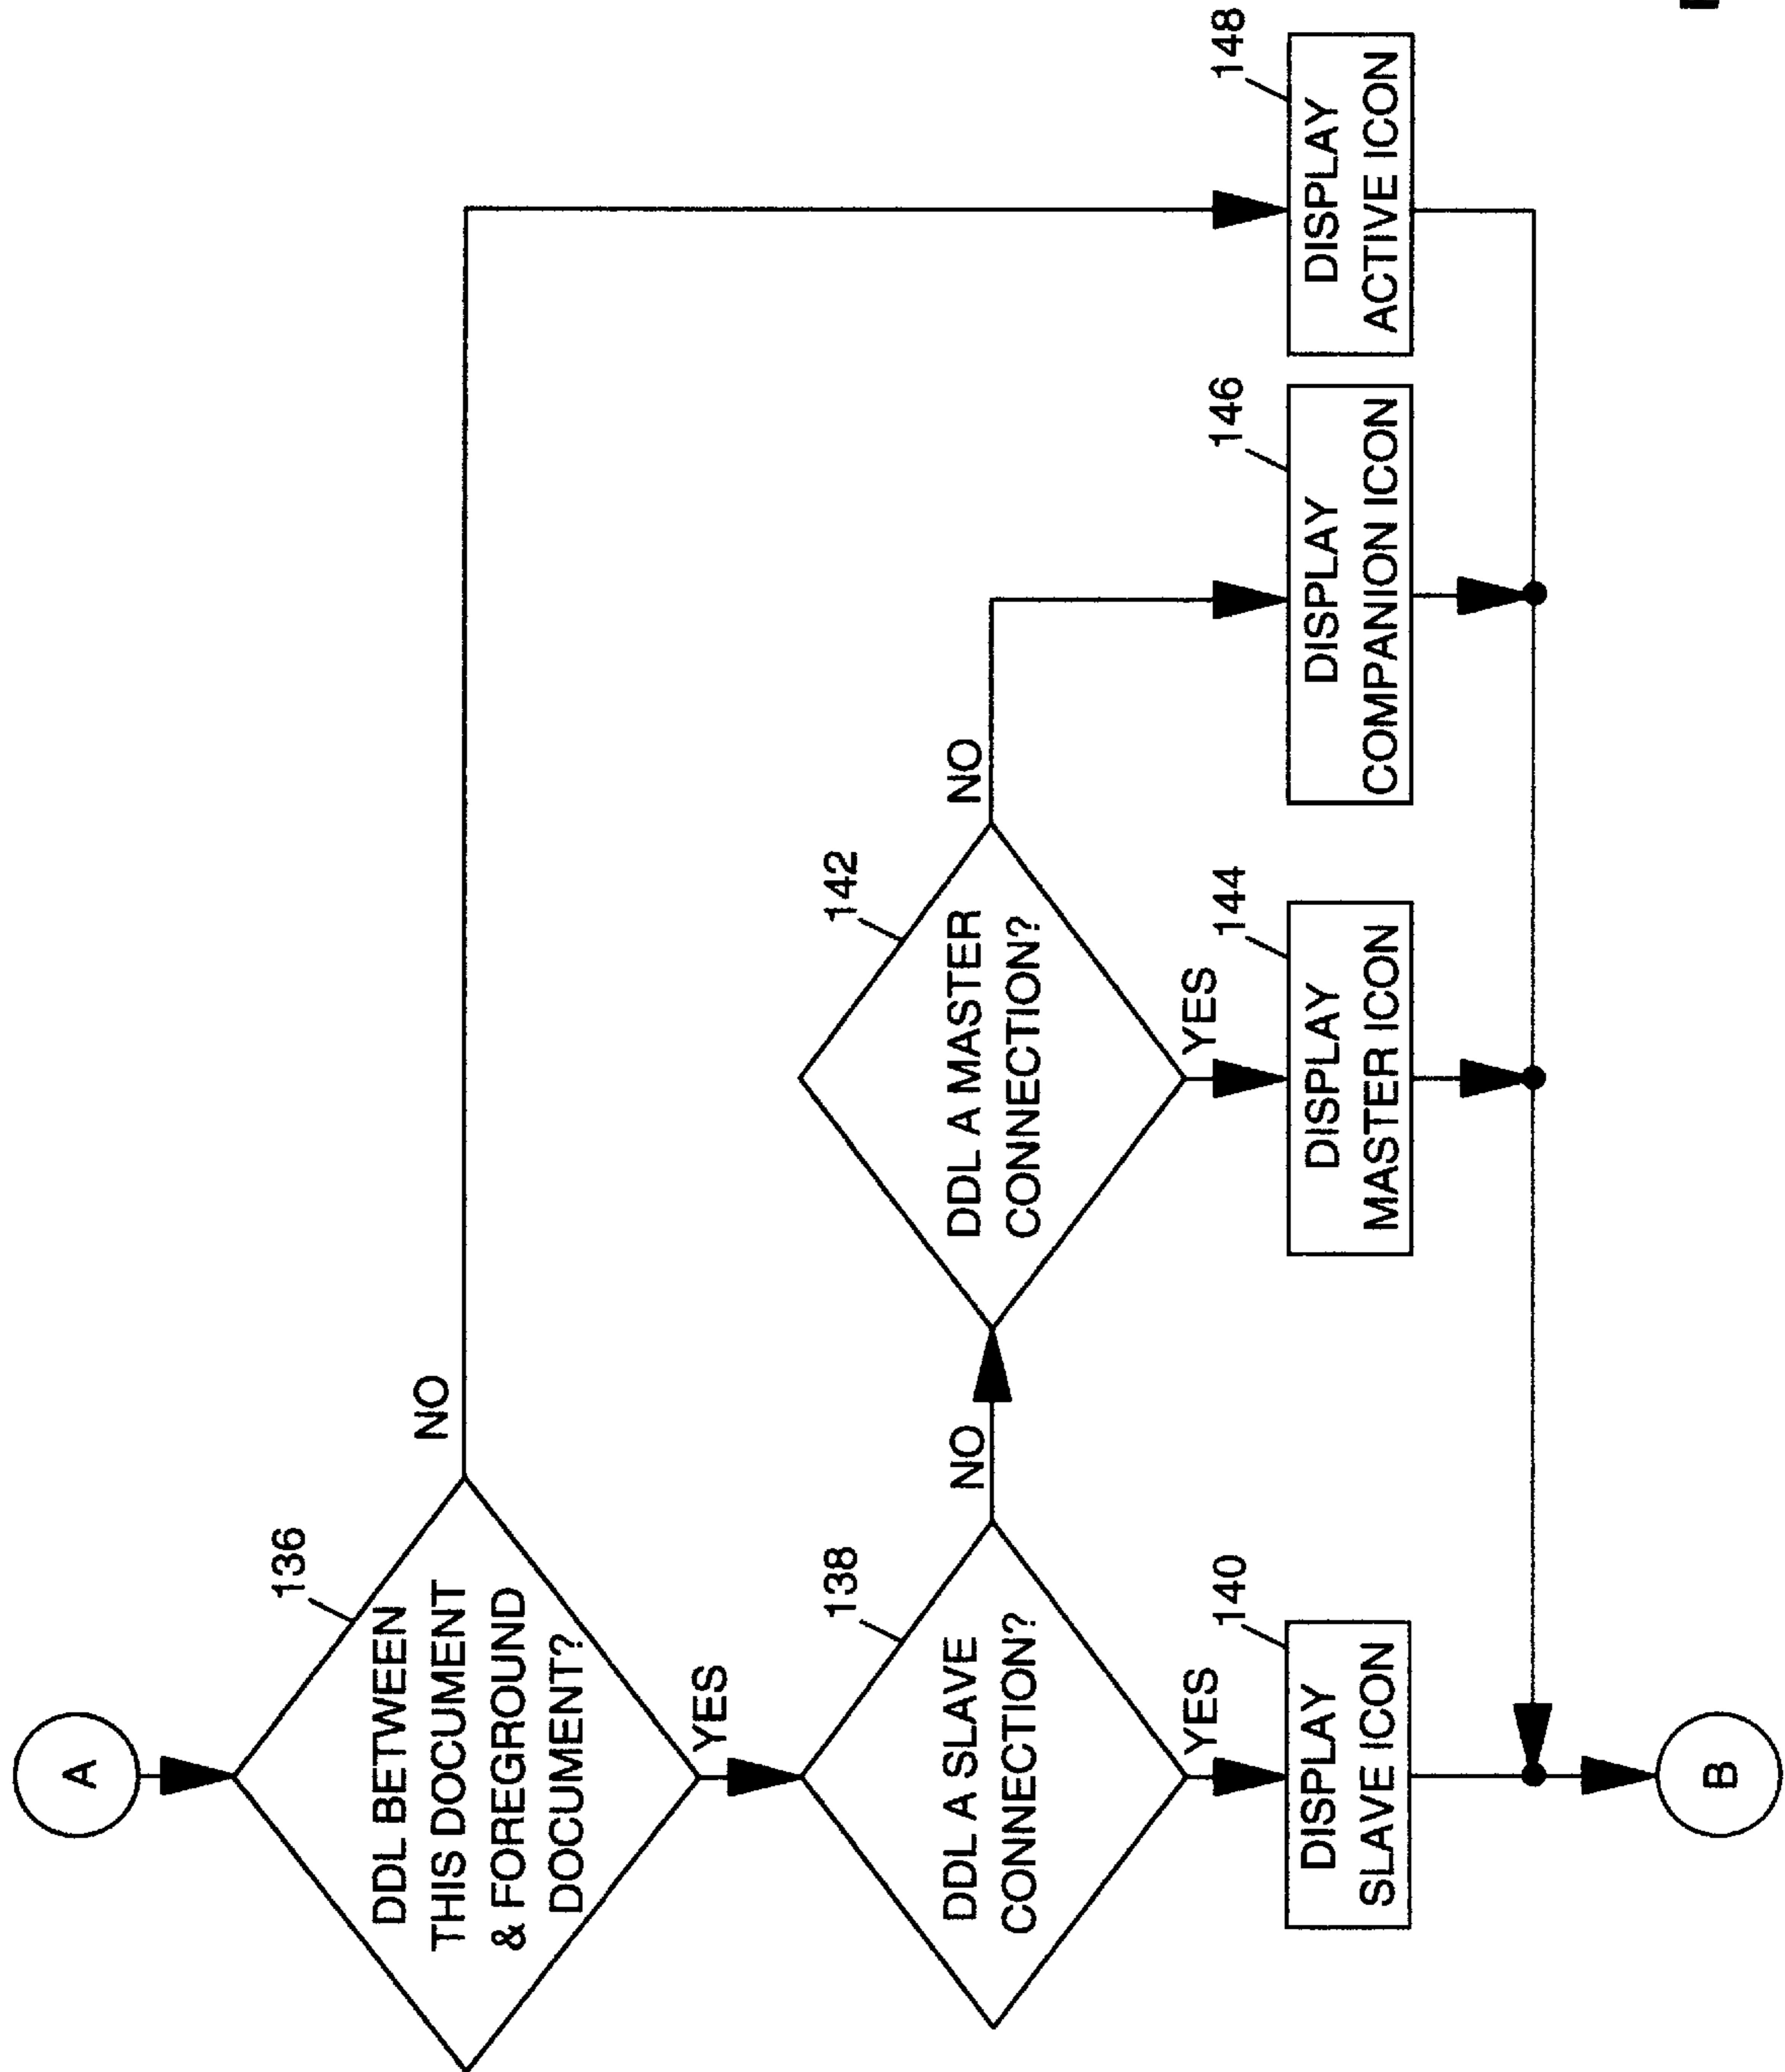 A
136
DDL BETWEEN
THIS DOCUMENT
& FOREGROUND
DOCUMENT?
NO
YES
138
DDL A SLAVE
CONNECTION?
NO
YES
142
DDL A MASTER
CONNECTION?
NO
YES
140
DISPLAY
SLAVE ICON
144
DISPLAY
MASTER ICON
146
DISPLAY
COMPANION ICON
148
DISPLAY
ACTIVE ICON
B